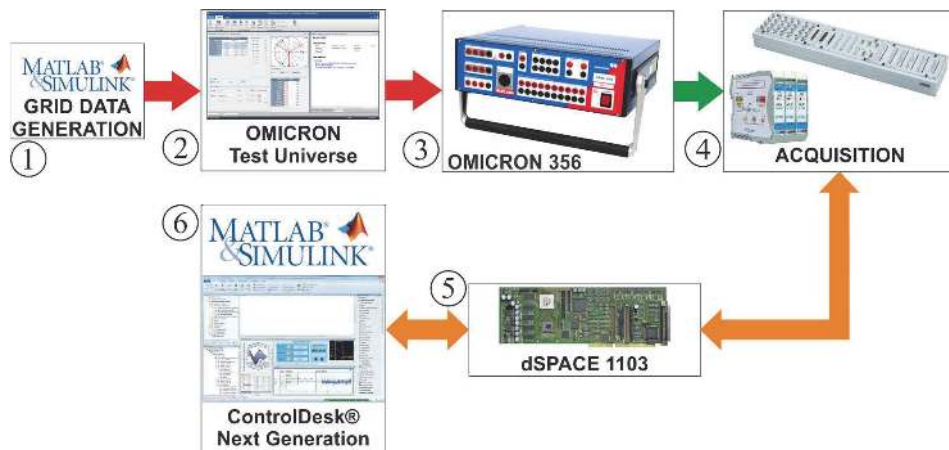 MATLAB®
&SIMULINK®
GRID DATA
GENERATION
1
2
OMICRON
Test Universe
3
OMICRON 356
4
ACQUISITION
6
MATLAB®
&SIMULINK®
5
dSPACE 1103
ControlDesk®
Next Generation